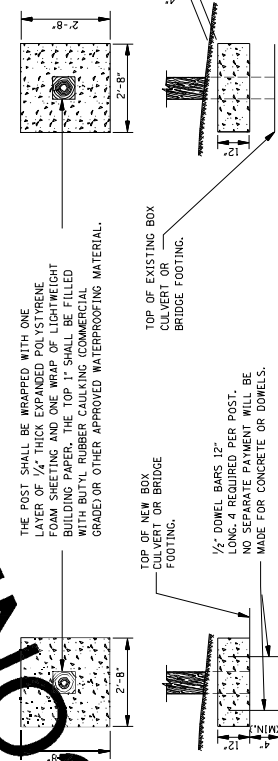 THE POST SHALL BE WRAPPED WITH ONE
LAYER OF 1/4" THICK EXPANDED POLYSTYRENE
FOAM SHEETING AND ONE WRAP OF LIGHTWEIGHT
BUILDING PAPER. THE TOP 1" SHALL BE FILLED
WITH BUTYL RUBBER CAULKING (COMMERCIAL
GRADE) OR OTHER APPROVED WATERPROOFING MATERIAL.
2'-8"
2'-8"
2'-8"
TOP OF NEW BOX
CULVERT OR BRIDGE
FOOTING.
TOP OF EXISTING BOX
CULVERT OR
BRIDGE FOOTING.
1/2" DOWEL BARS 12"
LONG. 4 REQUIRED PER POST.
NO SEPARATE PAYMENT WILL BE
MADE FOR CONCRETE OR DOWELS.
12"
4"
(MIN.)
12"
4"